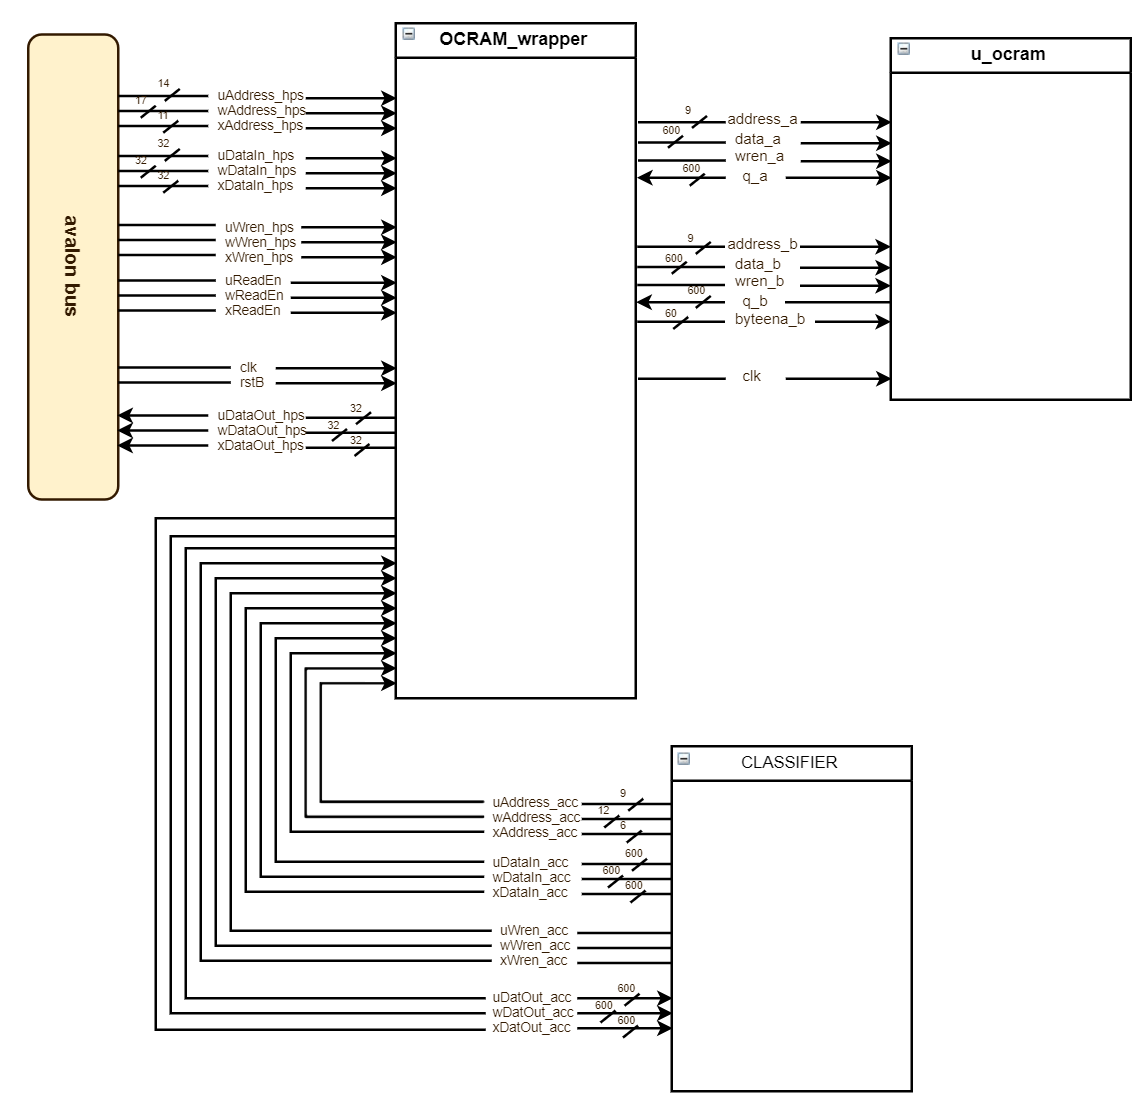 OCRAM_wrapper
u_ocram
avalon bus
14
uAddress_hps
17
wAddress_hps
11
xAddress_hps
32
uDataIn_hps
32
wDataIn_hps
32
xDataIn_hps
uWren_hps
wWren_hps
xWren_hps
uReadEn
wReadEn
xReadEn
clk
rstB
uDataOut_hps
32
wDataOut_hps
32
xDataOut_hps
32
9
address_a
600
data_a
wren_a
600
q_a
9
address_b
600
data_b
wren_b
600
q_b
60
byteena_b
clk
CLASSIFIER
uAddress_acc
9
wAddress_acc
12
xAddress_acc
6
uDataIn_acc
600
wDataIn_acc
600
xDataIn_acc
600
uWren_acc
wWren_acc
xWren_acc
uDatOut_acc
600
wDatOut_acc
600
xDatOut_acc
600